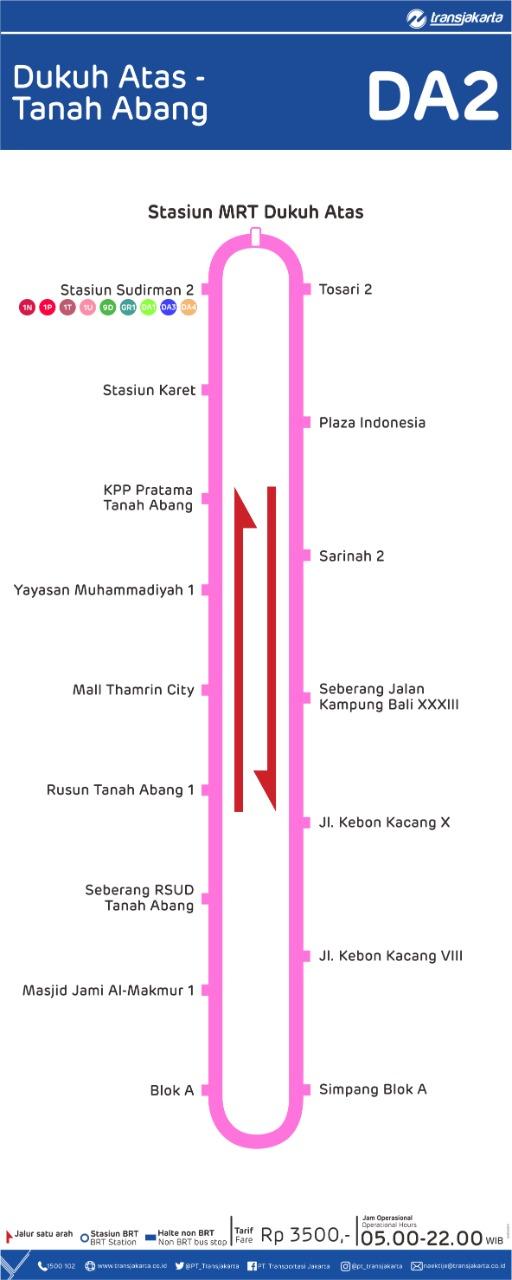 transjakarta
Dukuh Atas -
Tanah Abang
DA2
Stasiun MRT Dukuh Atas
Stasiun Sudirman 2
1N 1P 1T 1U 9D GR1 DA1 DA3 DA4
Tosari 2
Stasiun Karet
Plaza Indonesia
KPP Pratama
Tanah Abang
Sarinah 2
Yayasan Muhammadiyah 1
Mall Thamrin City
Seberang Jalan
Kampung Bali XXXIII
Rusun Tanah Abang 1
Jl. Kebon Kacang X
Seberang RSUD
Tanah Abang
Jl. Kebon Kacang VIII
Masjid Jami Al-Makmur 1
Blok A
Simpang Blok A
Jalur satu arah
Stasiun BRT
BRT Station
Halte non BRT
Non BRT bus stop
Tarif
Fare
Rp 3500,-
Jam Operasional
Operational Hours
05.00-22.00 WIB
1500 102
www.transjakarta.co.id
@PT_Transjakarta
PT Transportasi Jakarta
@pt_transjakarta
naektije@transjakarta.co.id